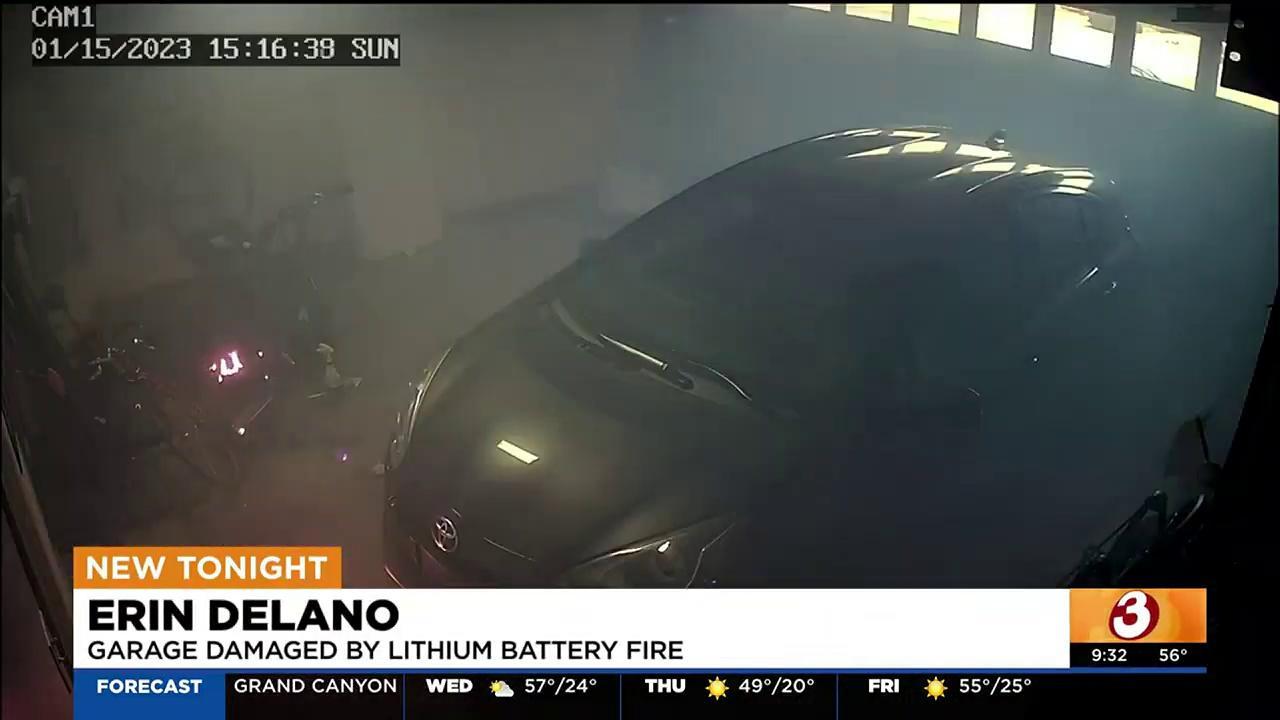 CAM1
01/15/2023 15:16:38 SUN
NEW TONIGHT
ERIN DELANO
GARAGE DAMAGED BY LITHIUM BATTERY FIRE
3
9:32 56°
FORECAST GRAND CANYON WED 57°/24° THU 49°/20° FRI 55°/25°